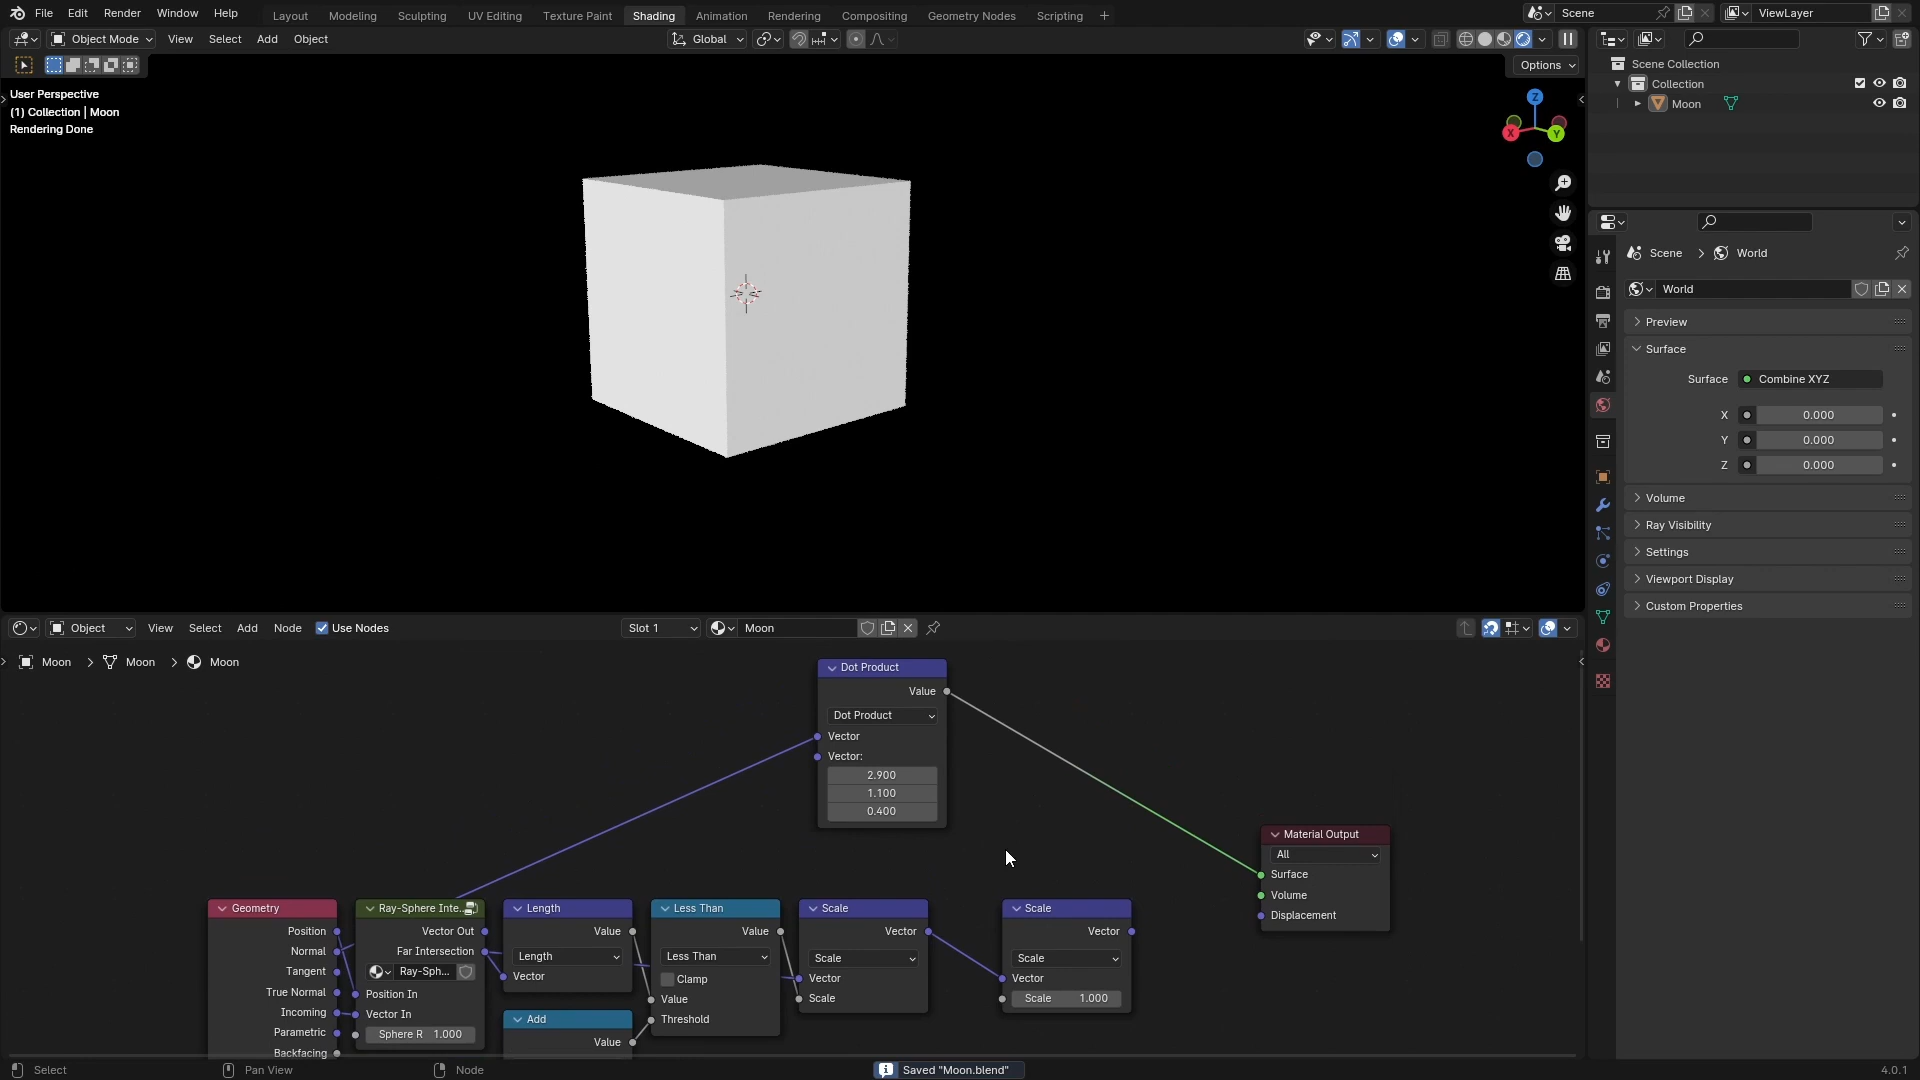 File Edit Render Window Help Layout Modeling Sculpting UV Editing Texture Paint Shading Animation Rendering Compositing Geometry Nodes Scripting + Scene ViewLayer
Object Mode View Select Add Object Global
Options
User Perspective
(1) Collection | Moon
Rendering Done
Z
X
Y
Scene Collection
Collection
Moon
Scene > World
World
Preview
Surface
Surface Combine XYZ
X 0.000
Y 0.000
Z 0.000
Volume
Ray Visibility
Settings
Viewport Display
Custom Properties
Object View Select Add Node Use Nodes Slot 1 Moon
Moon > Moon > Moon
Dot Product
Value
Dot Product
Vector
Vector:
2.900
1.100
0.400
Material Output
All
Surface
Volume
Displacement
Geometry
Position
Normal
Tangent
True Normal
Incoming
Parametric
Backfacing
Ray-Sphere Inte...
Vector Out
Far Intersection
Ray-Sph...
Position In
Vector In
Sphere R 1.000
Length
Value
Length
Vector
Add
Value
Less Than
Value
Less Than
Clamp
Value
Threshold
Scale
Vector
Scale
Vector
Scale
Scale
Vector
Scale
Vector
Scale 1.000
Select Pan View Node Saved "Moon.blend" 4.0.1